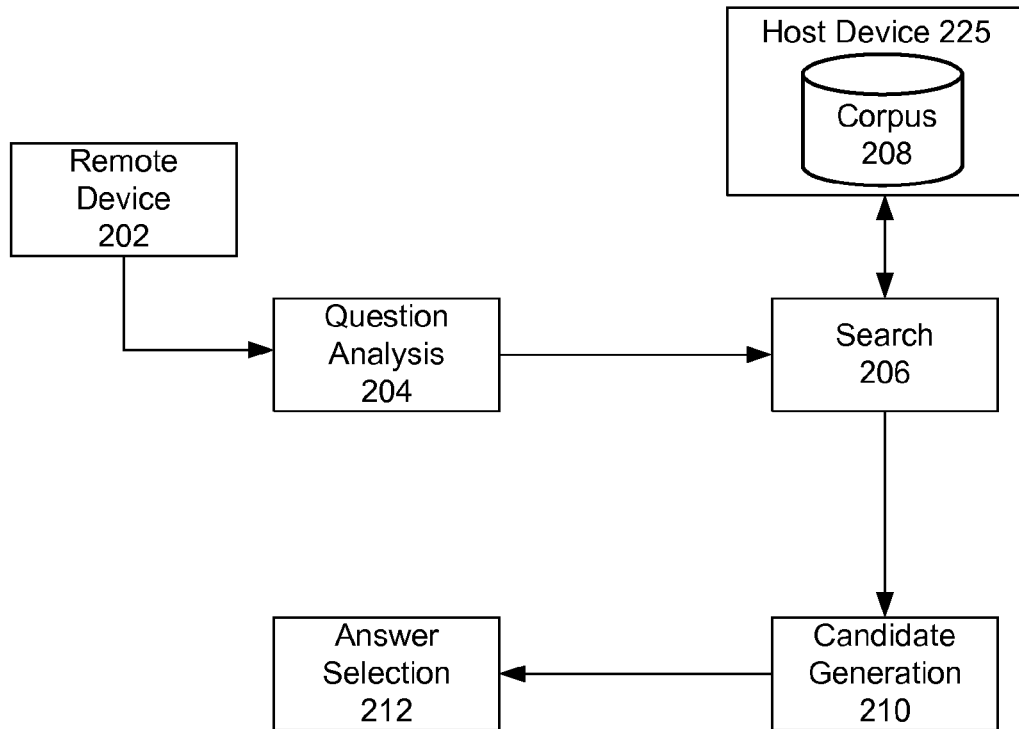 Host Device 225
Corpus
208
Remote
Device
202
Question
Analysis
204
Search
206
Answer
Selection
212
Candidate
Generation
210